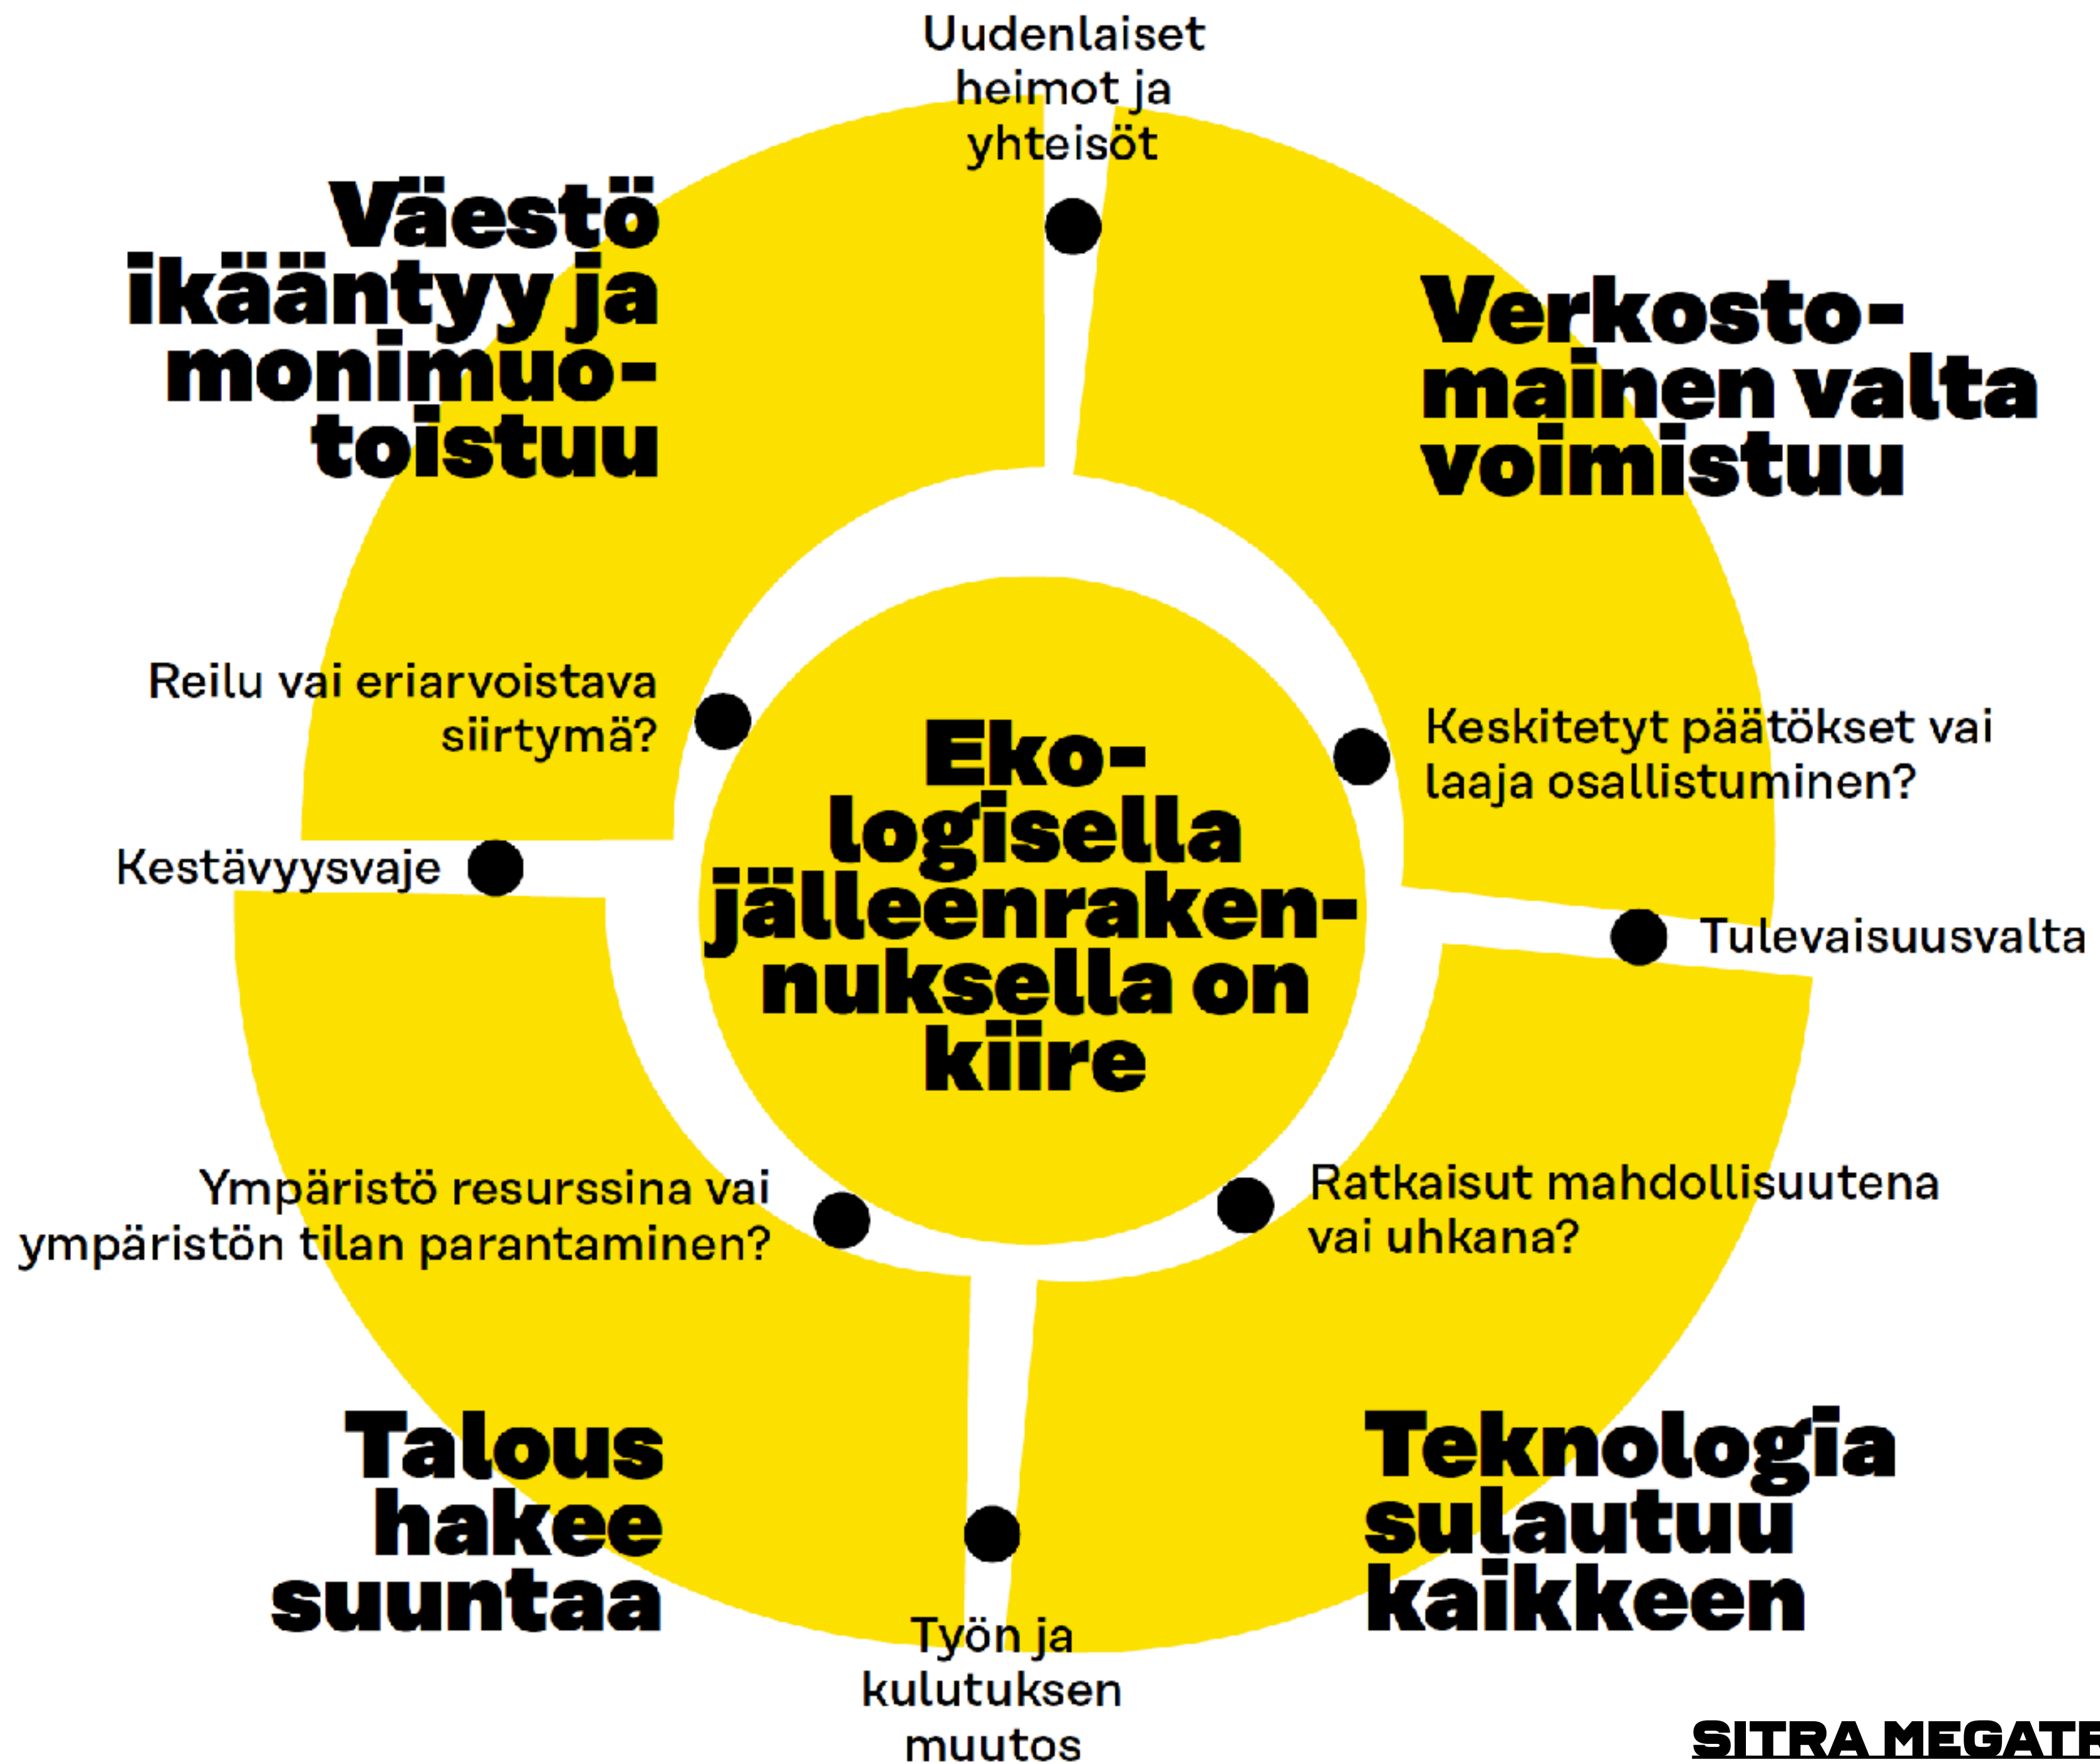 Uudenlaiset
heimot ja
yhteisöt
Väestö
ikääntyy ja
monimuo-
toistuu
Verkosto-
mainen valta
voimistuu
Reilu vai eriarvoistava
siirtymä?
Keskitetyt päätökset vai
laaja osallistuminen?
Eko-
logisella
jälleenraken-
nuksella on
kiire
Kestävyysvaje
Tulevaisuusvalta
Ympäristö resurssina vai
ympäristön tilan parantaminen?
Ratkaisut mahdollisuutena
vai uhkana?
Talous
hakee
suuntaa
Teknologia
sulautuu
kaikkeen
Työn ja
kulutuksen
muutos
SITRA